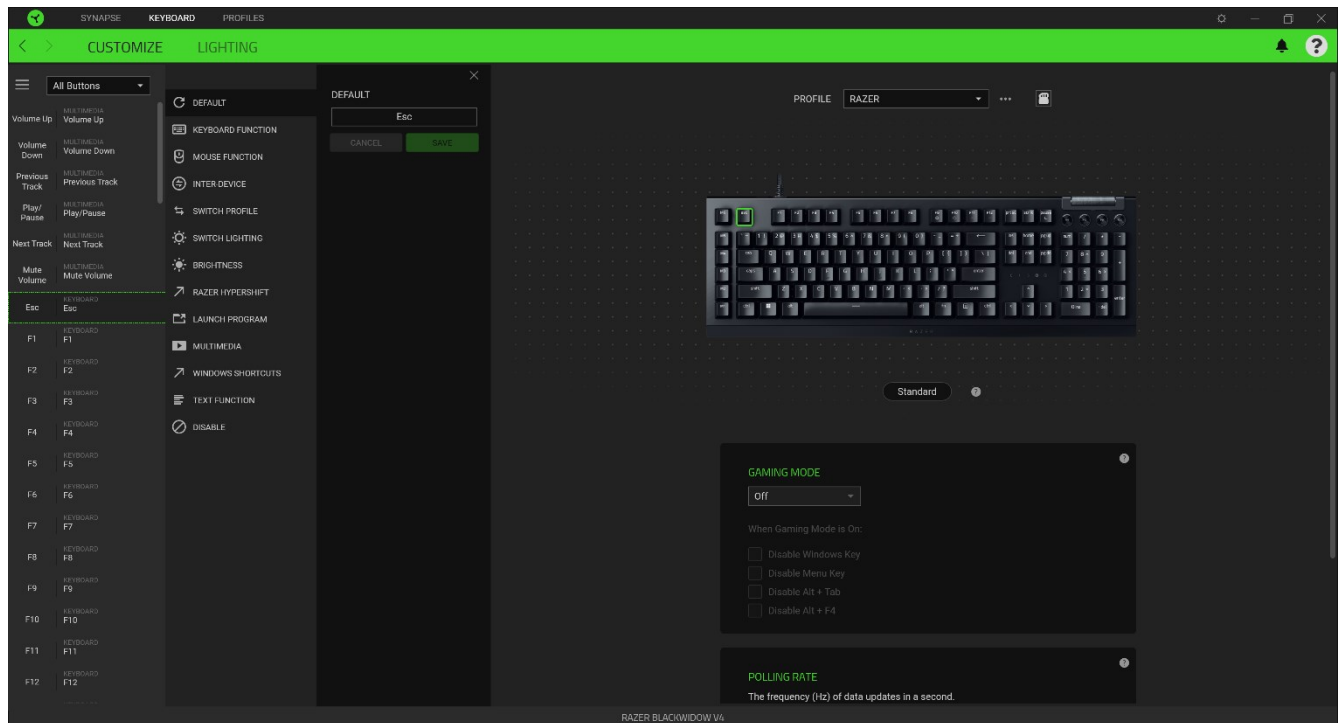 SYNAPSE KEYBOARD PROFILES
CUSTOMIZE LIGHTING
All Buttons
Volume Up MULTIMEDIA Volume Up
Volume Down MULTIMEDIA Volume Down
Previous Track MULTIMEDIA Previous Track
Play/Pause MULTIMEDIA Play/Pause
Next Track MULTIMEDIA Next Track
Mute Volume MULTIMEDIA Mute Volume
Esc KEYBOARD Esc
F1 KEYBOARD F1
F2 KEYBOARD F2
F3 KEYBOARD F3
F4 KEYBOARD F4
F5 KEYBOARD F5
F6 KEYBOARD F6
F7 KEYBOARD F7
F8 KEYBOARD F8
F9 KEYBOARD F9
F10 KEYBOARD F10
F11 KEYBOARD F11
F12 KEYBOARD F12
DEFAULT
KEYBOARD FUNCTION
MOUSE FUNCTION
INTER DEVICE
SWITCH PROFILE
SWITCH LIGHTING
BRIGHTNESS
RAZER HYPERSHIFT
LAUNCH PROGRAM
MULTIMEDIA
WINDOWS SHORTCUTS
TEXT FUNCTION
DISABLE
DEFAULT
Esc
CANCEL SAVE
PROFILE RAZER
Standard
GAMING MODE
Off
When Gaming Mode is On:
Disable Windows Key
Disable Menu Key
Disable Alt + Tab
Disable Alt + F4
POLLING RATE
The frequency (Hz) of data updates in a second.
RAZER BLACKWIDOW V4